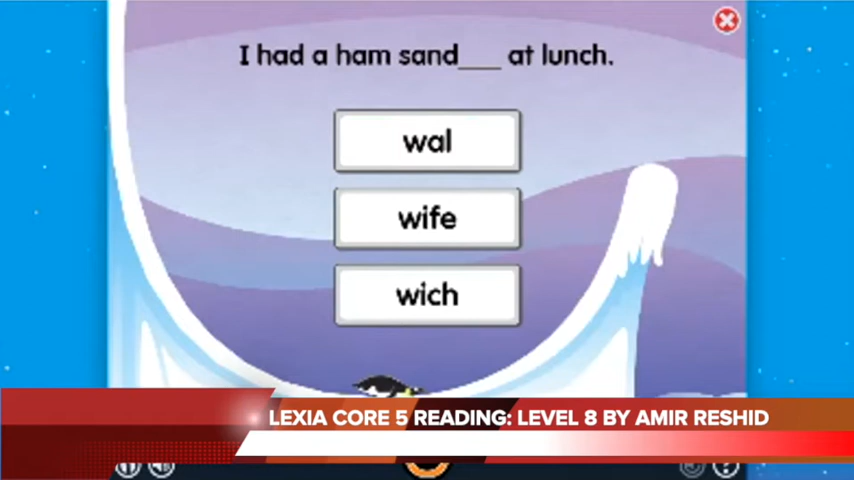 I had a ham sand___ at lunch.
wal
wife
wich
LEXIA CORE 5 READING: LEVEL 8 BY AMIR RESHID